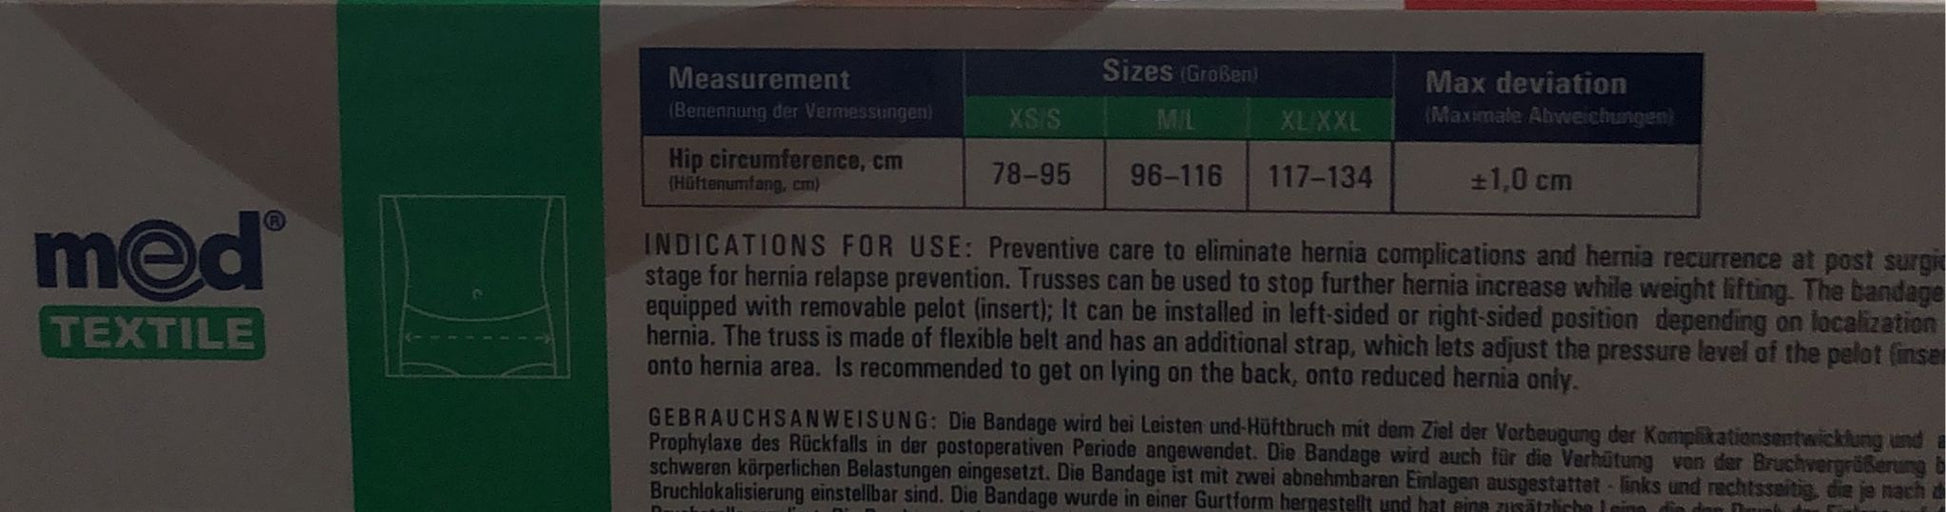 med®
TEXTILE
Measurement
(Benennung der Vermessungen)
Sizes (Größen)
XS/S M/L XL/XXL
Max deviation
(Maximale Abweichungen)
Hip circumference, cm
(Hüftenumfang, cm)
78–95 96–116 117–134 ±1,0 cm
INDICATIONS FOR USE: Preventive care to eliminate hernia complications and hernia recurrence at post
stage for hernia relapse prevention. Trusses can be used to stop further hernia increase while weight lifting. The bandage
equipped with removable pelot (insert); It can be installed in left-sided or right-sided position depending on localization
hernia. The truss is made of flexible belt and has an additional strap, which lets adjust the pressure level of the pelot
onto hernia area. Is recommended to get on lying on the back, onto reduced hernia only.
GEBRAUCHSANWEISUNG: Die Bandage wird bei Leisten und-Hüftbruch mit dem Ziel der Vorbeugung der Komplikationsentwicklung und
Prophylaxe des Rückfalls in der postoperativen Periode angewendet. Die Bandage wird auch für die Verhütung von der Bruchvergrößerung
schweren körperlichen Belastungen eingesetzt. Die Bandage ist mit zwei abnehmbaren Einlagen ausgestattet - links und rechtsseitig, die je nach
Bruchlokalisierung einstellbar sind. Die Bandage wurde in einer Gurtform hergestellt und hat eine zusätzliche